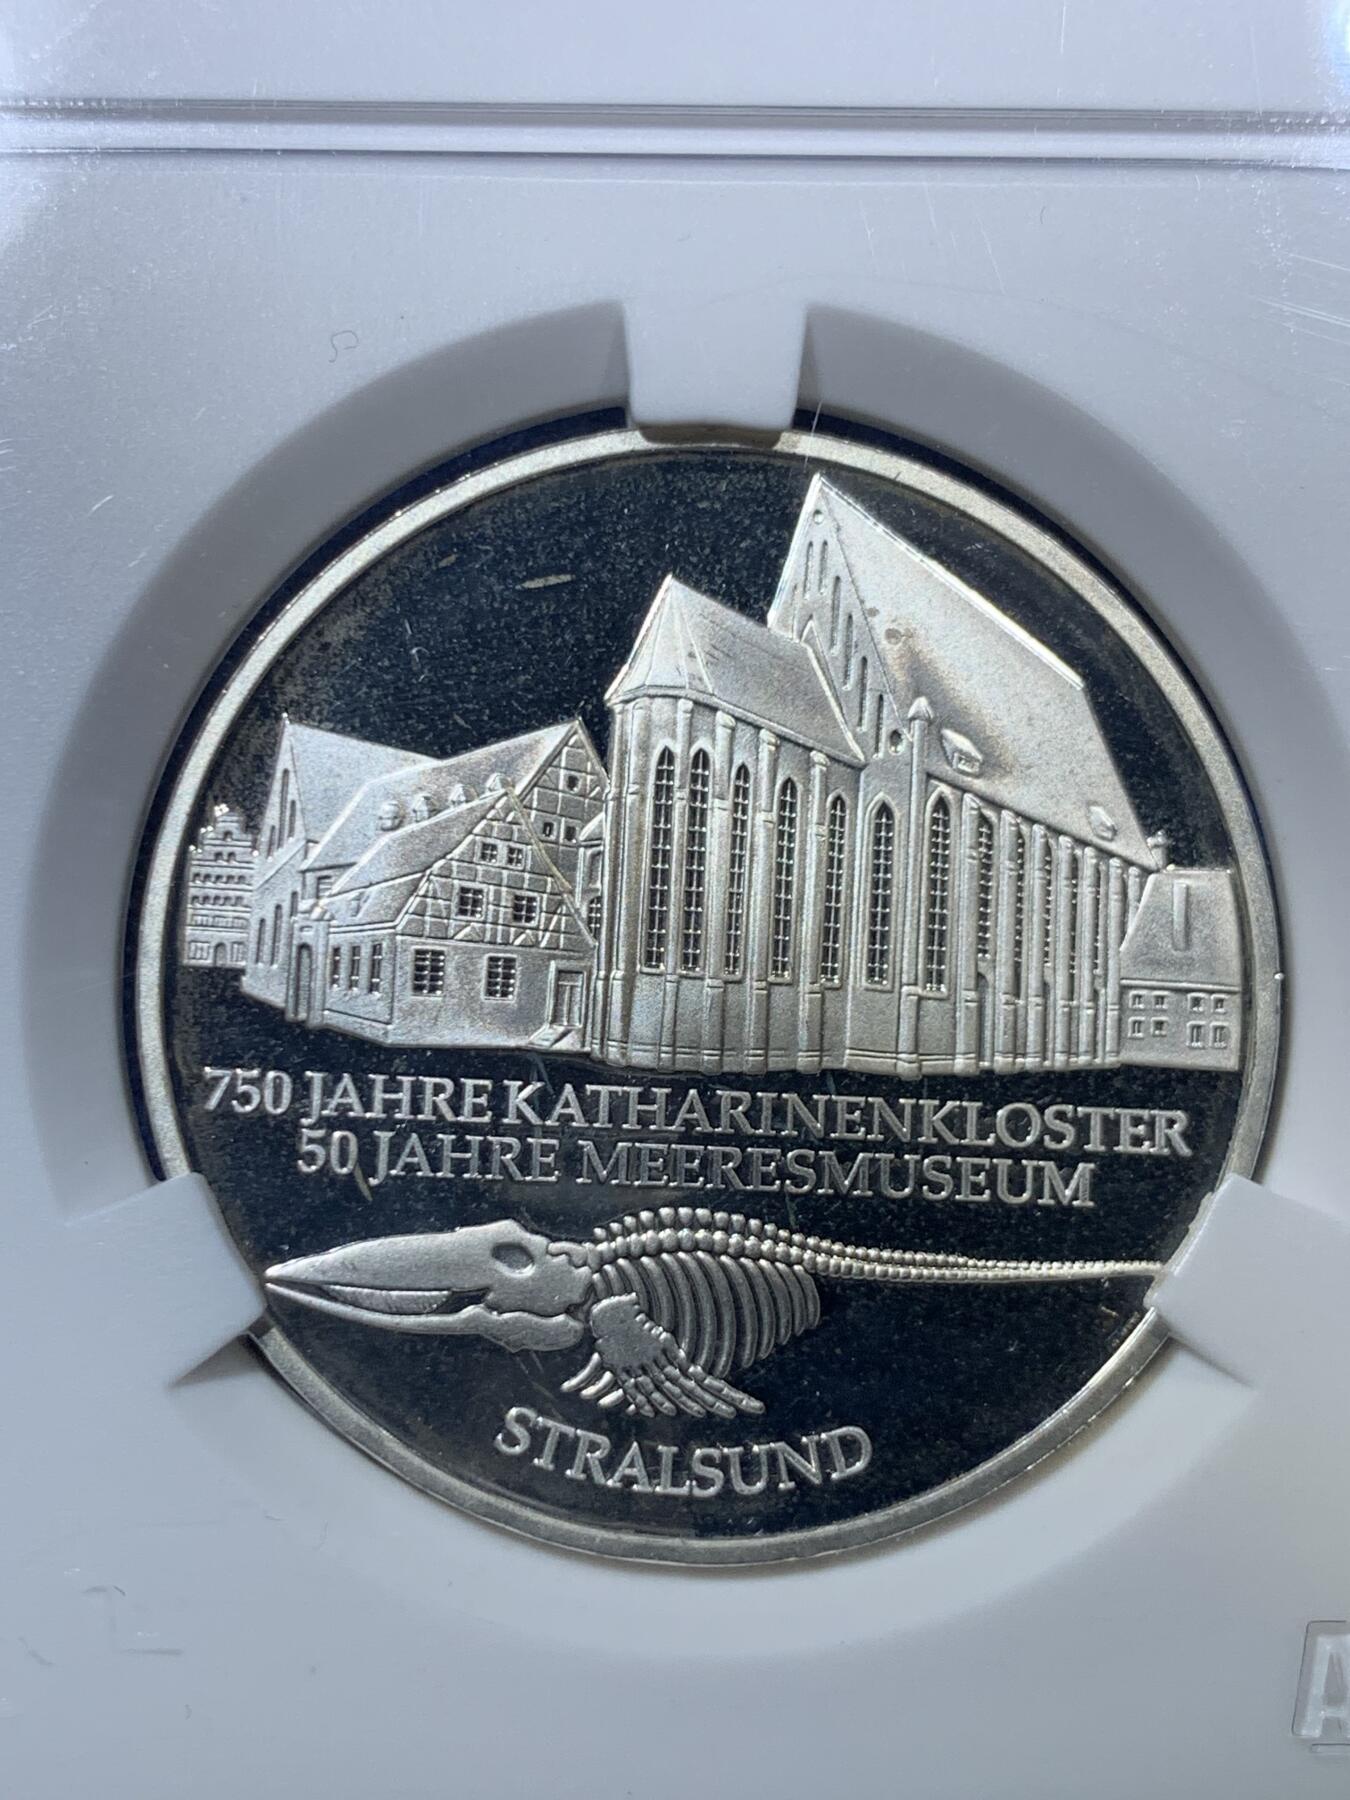 750 JAHRE KATHARINENKLOSTER
50 JAHRE MEERESMUSEUM
STRALSUND
A